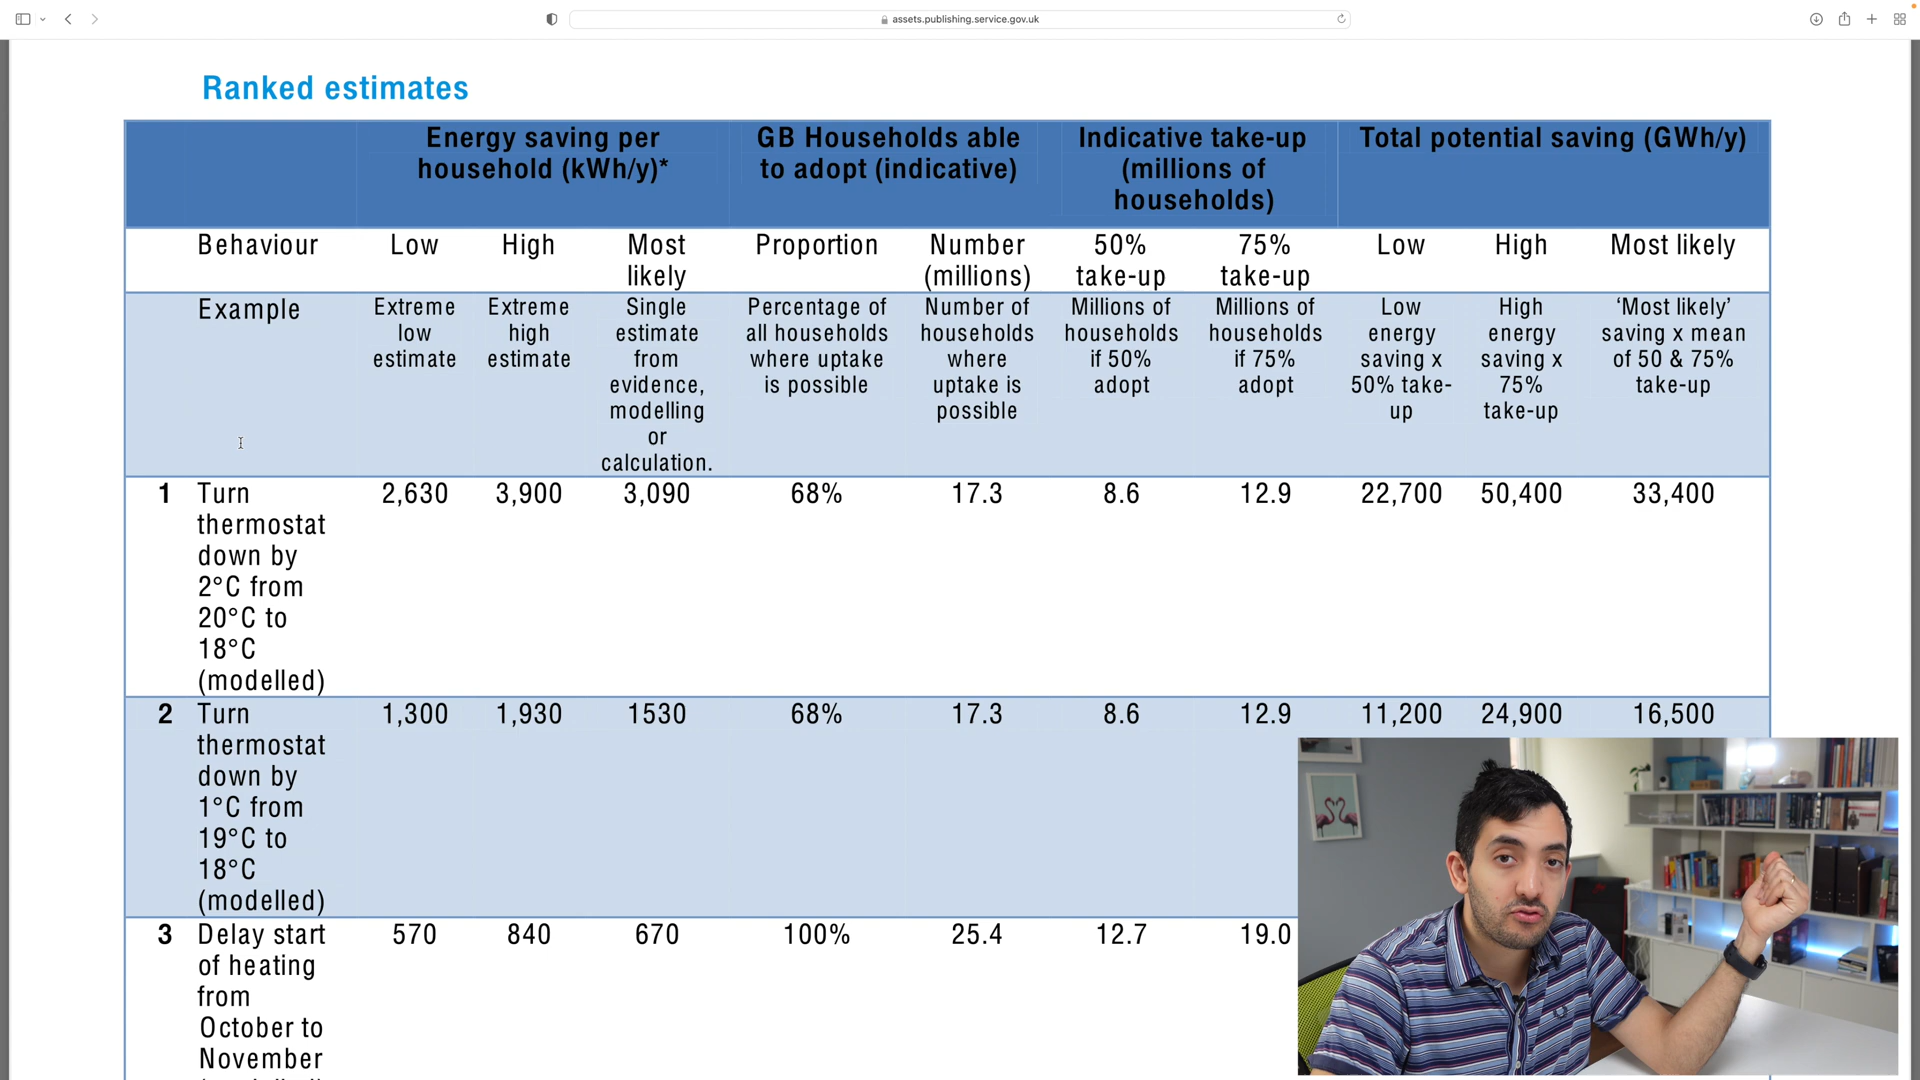 assets.publishing.service.gov.uk
Ranked estimates
Energy saving per
household (kWh/y)*
GB Households able
to adopt (indicative)
Indicative take-up
(millions of
households)
Total potential saving (GWh/y)
Behaviour Low High Most
likely
Proportion Number
(millions)
50%
take-up
75%
take-up
Low High Most likely
Example
Extreme
low
estimate
Extreme
high
estimate
Single
estimate
from
evidence,
modelling
or
calculation.
Percentage of
all households
where uptake
is possible
Number of
households
where
uptake is
possible
Millions of
households
if 50%
adopt
Millions of
households
if 75%
adopt
Low
energy
saving x
50% take-
up
High
energy
saving x
75%
take-up
‘Most likely’
saving x mean
of 50 & 75%
take-up
1 Turn 2,630 3,900 3,090 68% 17.3 8.6 12.9 22,700 50,400 33,400
thermostat
down by
2°C from
20°C to
18°C
(modelled)
2 Turn 1,300 1,930 1530 68% 17.3 8.6 12.9 11,200 24,900 16,500
thermostat
down by
1°C from
19°C to
18°C
(modelled)
3 Delay start 570 840 670 100% 25.4 12.7 19.0
of heating
from
October to
November